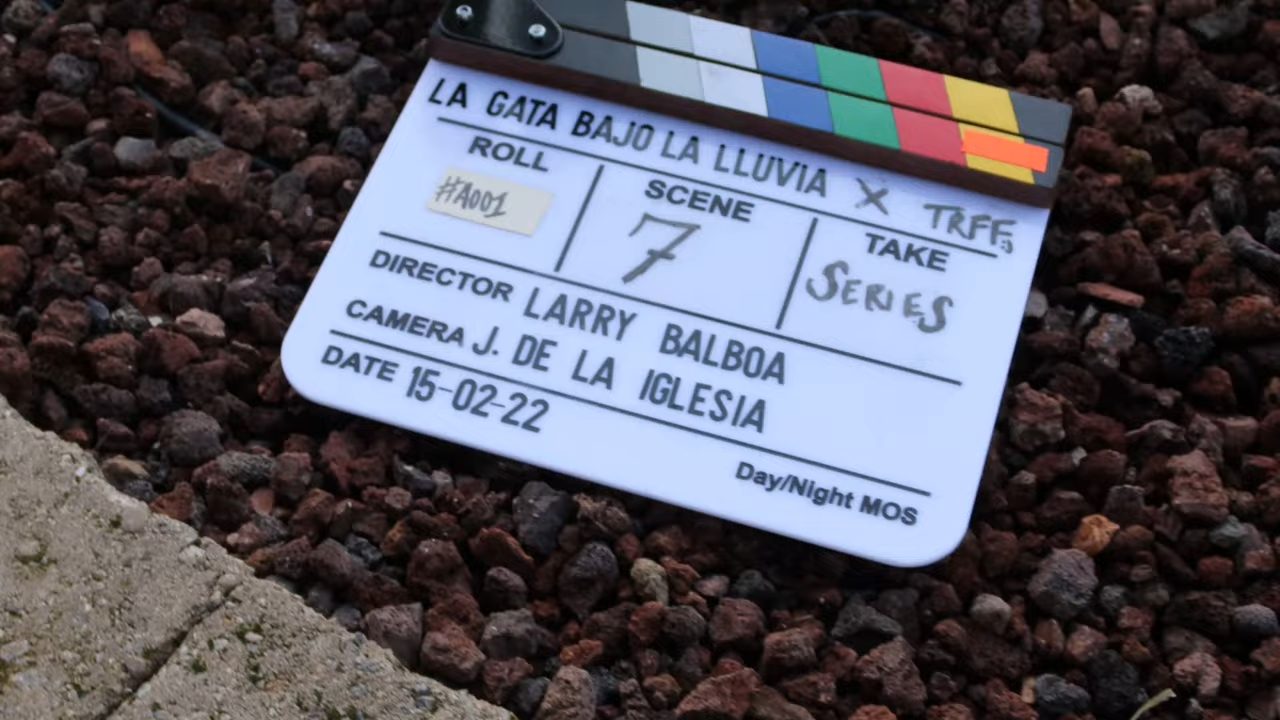 LA GATA BAJO LA LLUVIA X TRFF
ROLL SCENE TAKE
#A001 7 SERIES
DIRECTOR LARRY BALBOA
CAMERA J. DE LA IGLESIA
DATE 15-02-22
Day/Night MOS